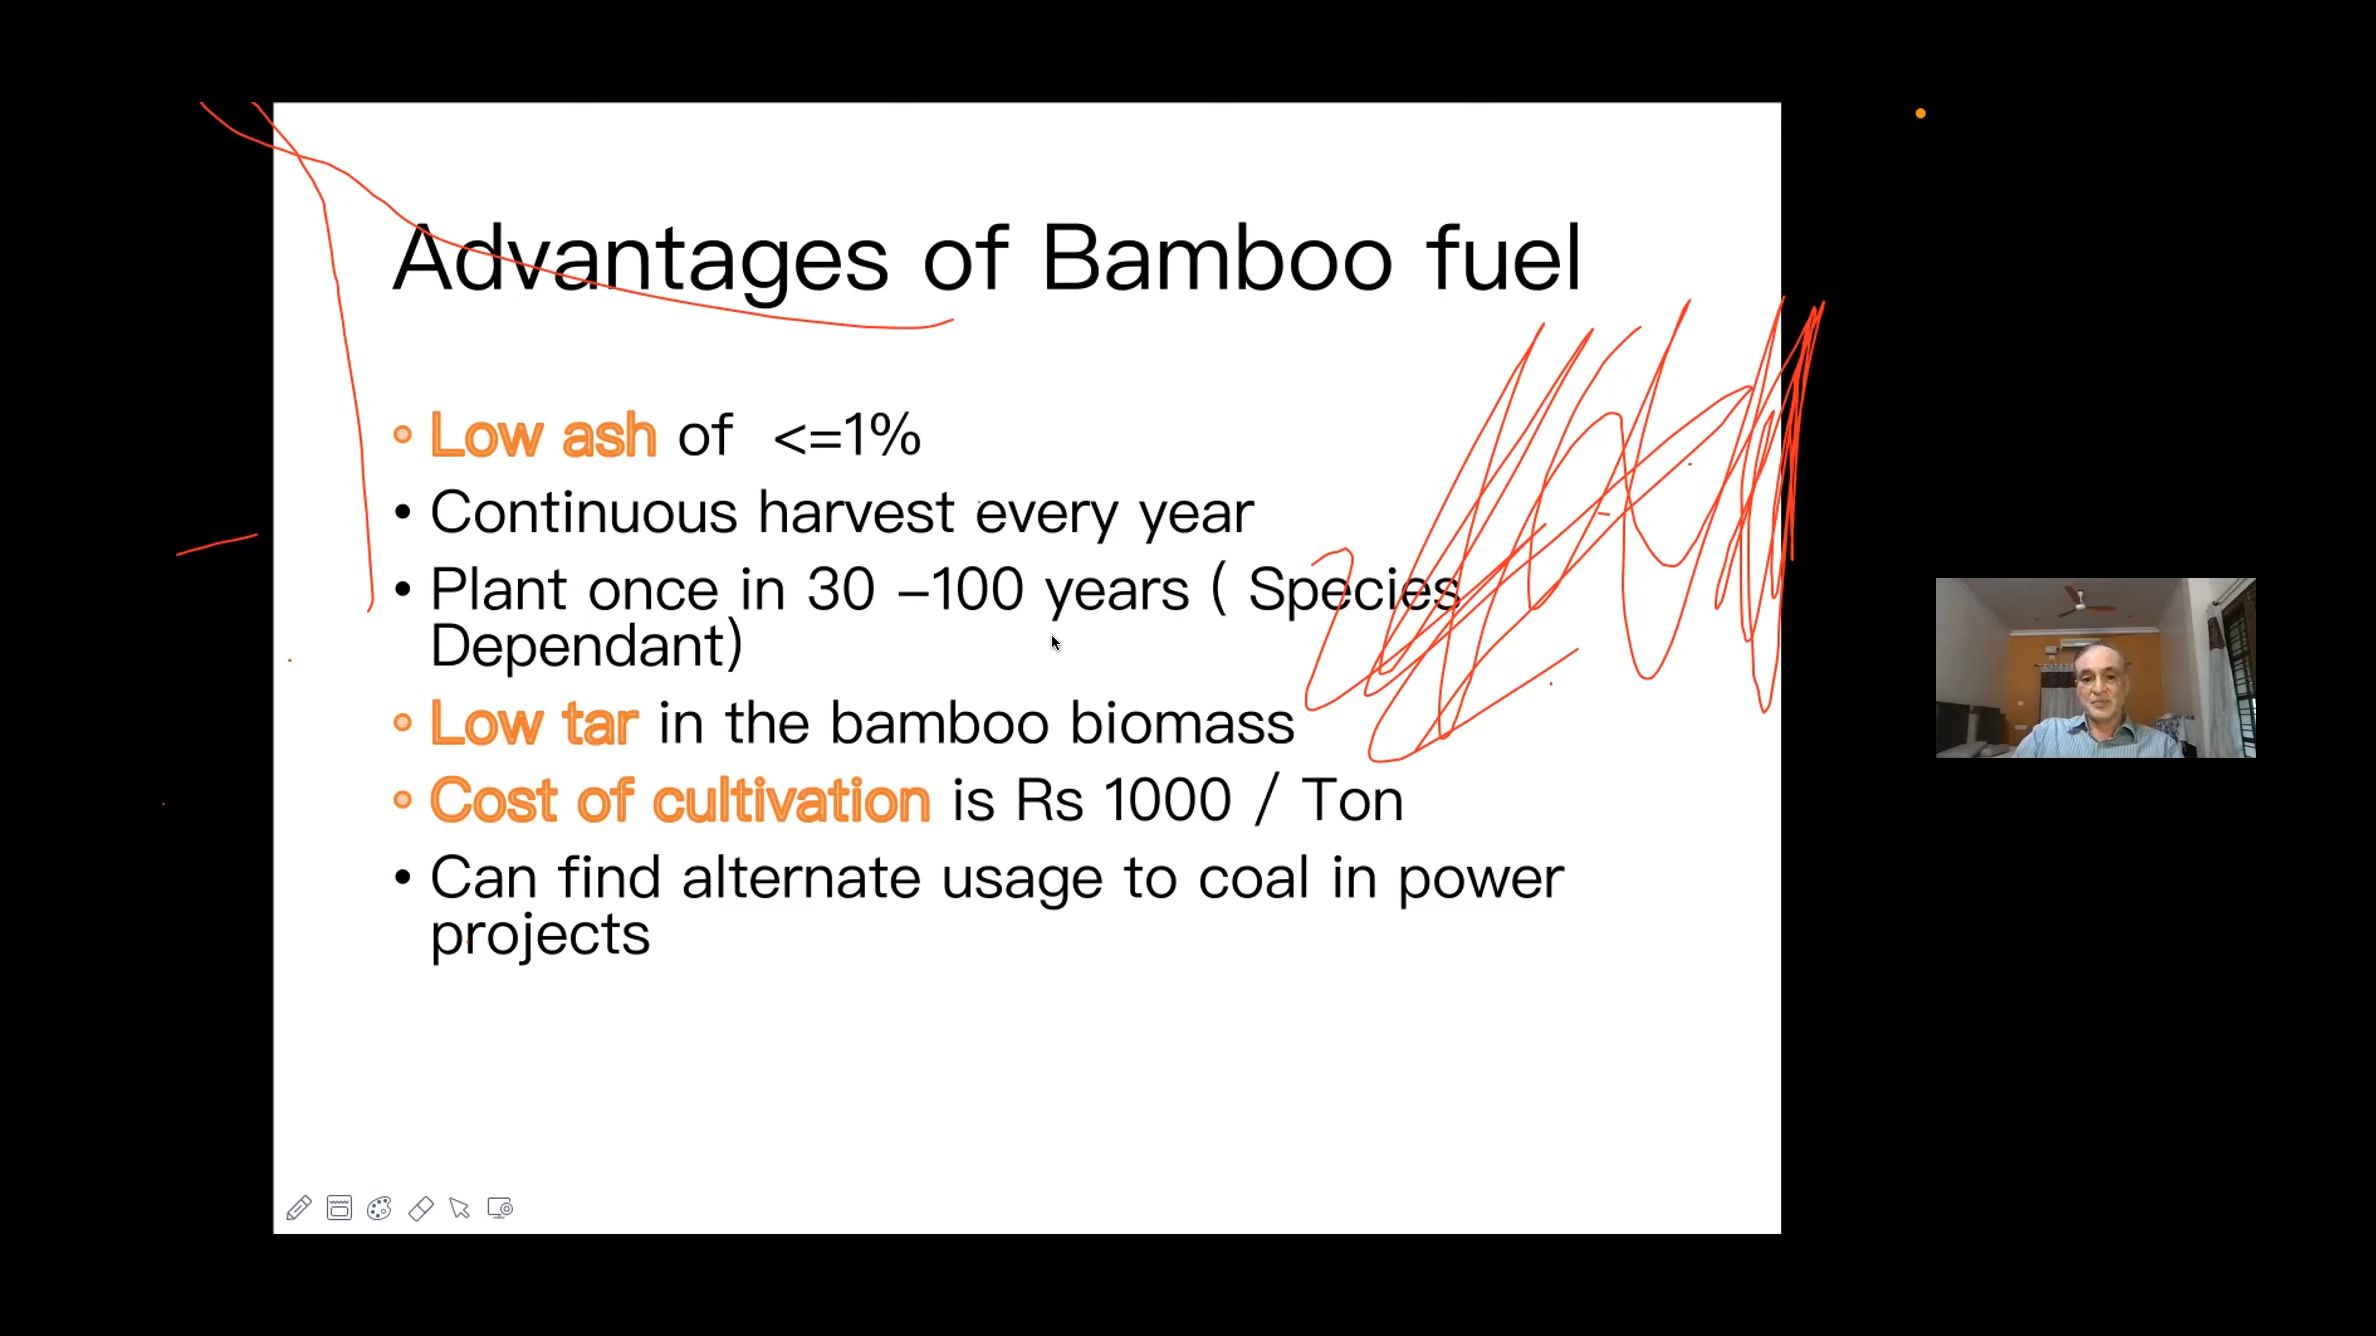 Advantages of Bamboo fuel
• Low ash of <=1%
• Continuous harvest every year
• Plant once in 30 –100 years ( Species
Dependant)
• Low tar in the bamboo biomass
• Cost of cultivation is Rs 1000 / Ton
• Can find alternate usage to coal in power
projects